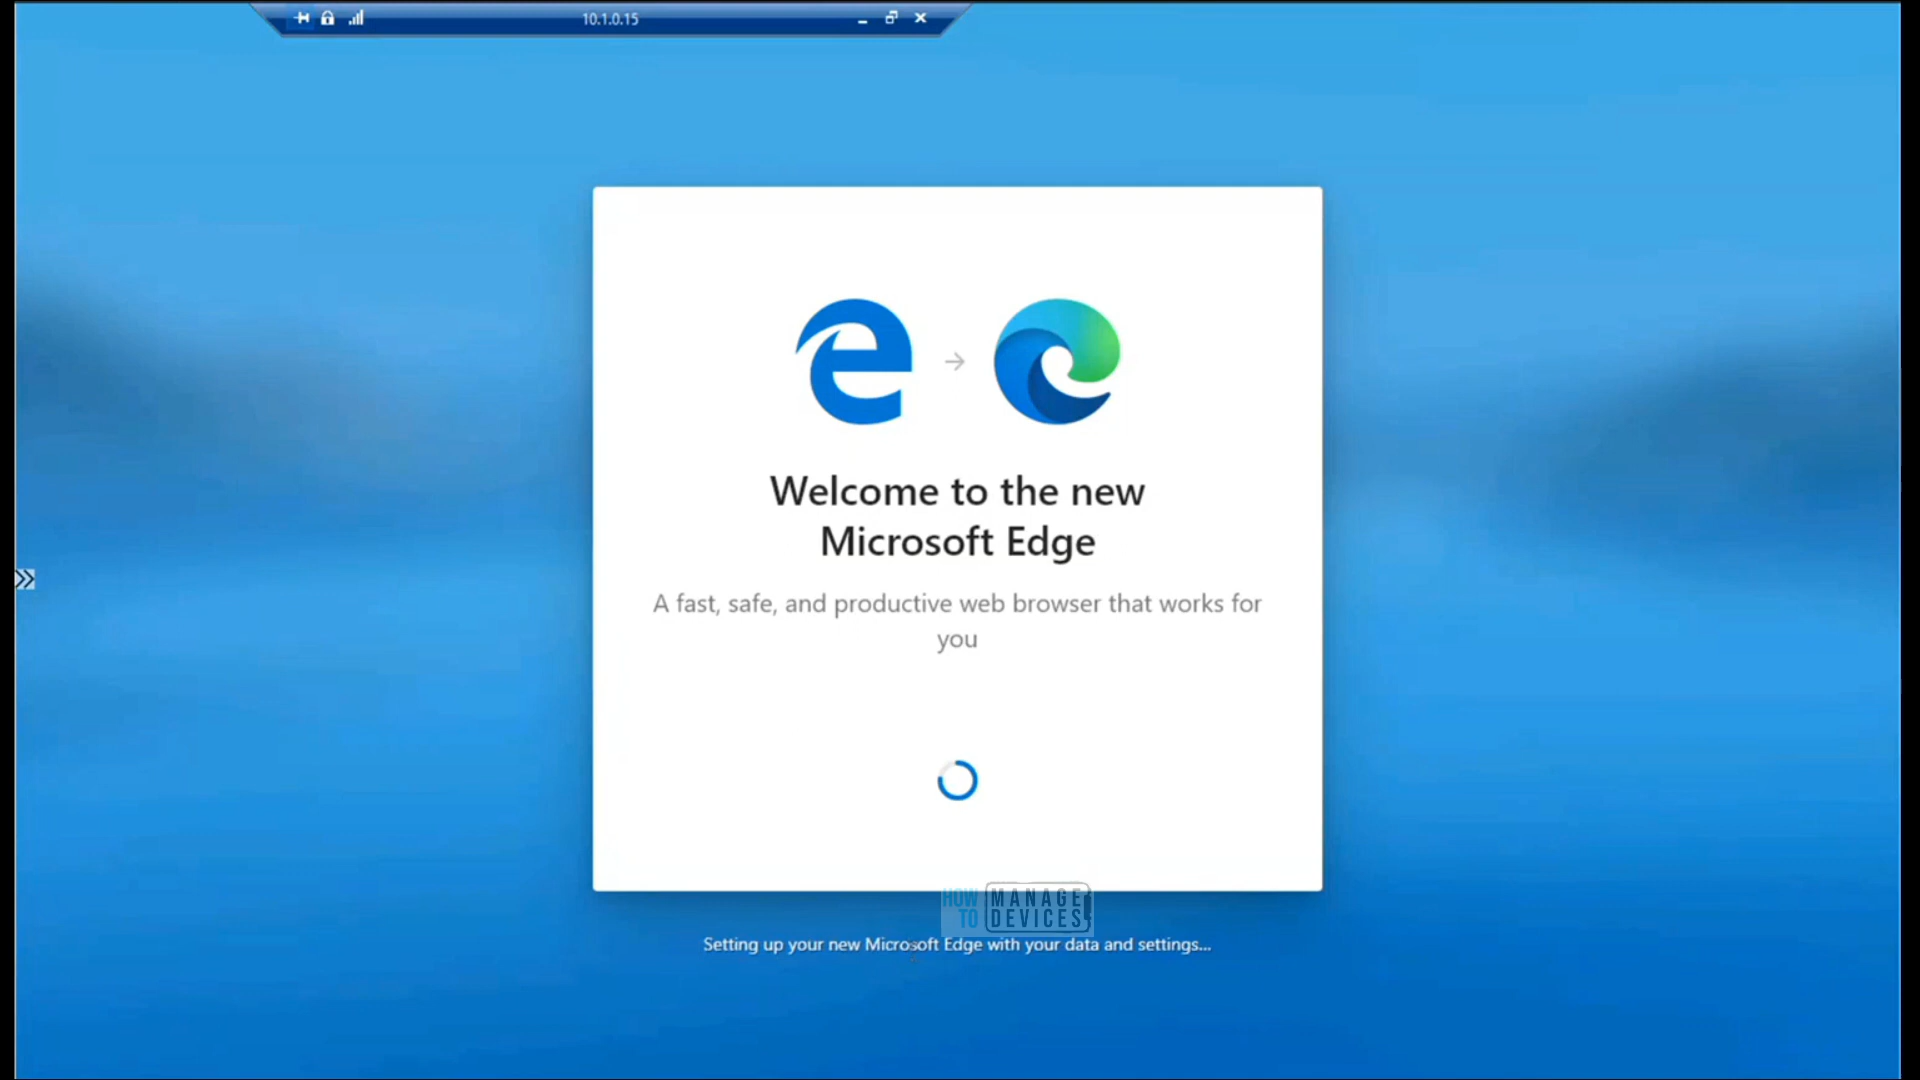 10.1.0.15
Welcome to the new
Microsoft Edge
A fast, safe, and productive web browser that works for
you
HOW MANAGE
TO DEVICES
Setting up your new Microsoft Edge with your data and settings...